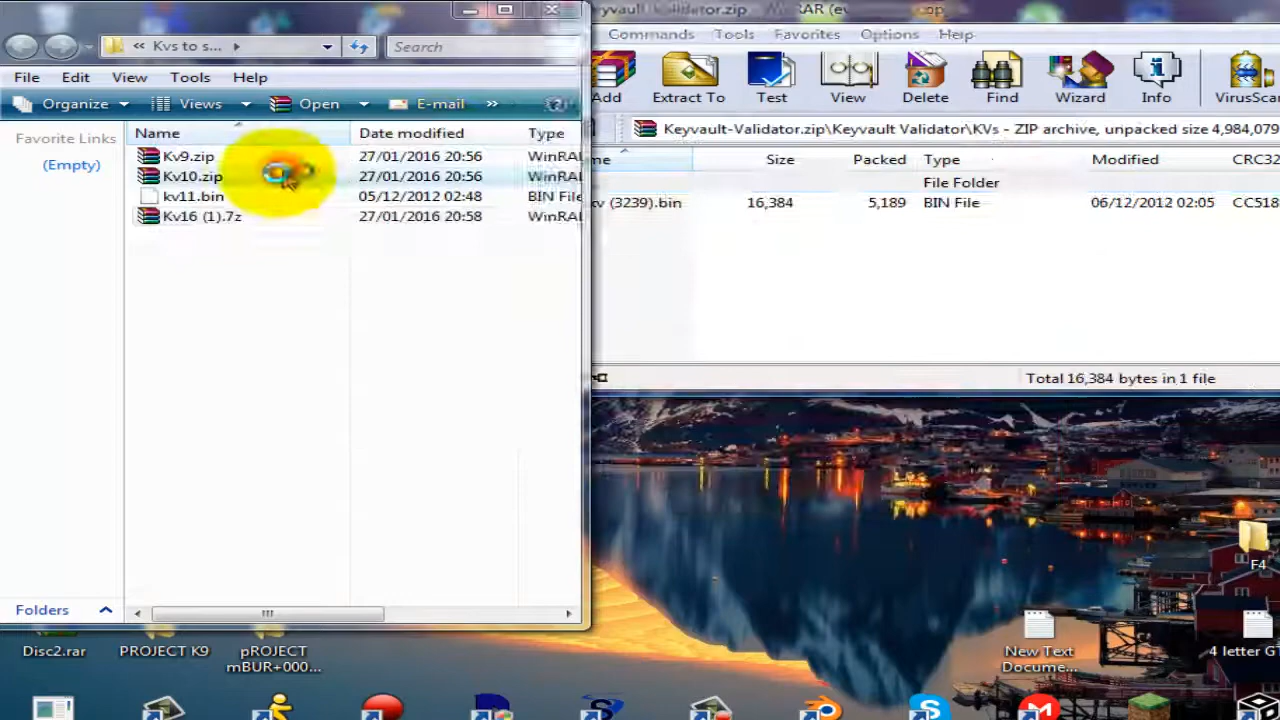 Kvs to s...
Search
File Edit View Tools Help
Organize Views Open E-mail »
Favorite Links
(Empty)
Name Date modified Type
Kv9.zip 27/01/2016 20:56 WinRA
Kv10.zip 27/01/2016 20:56 WinRA
kv11.bin 05/12/2012 02:48 BIN File
Kv16 (1).7z 27/01/2016 20:58 WinRA
Folders
Commands Tools Favorites Options Help
Add Extract To Test View Delete Find Wizard Info VirusScan
Keyvault-Validator.zip\Keyvault Validator\KVs - ZIP archive, unpacked size 4,984,079
Size Packed Type Modified CRC32
File Folder
(3239).bin 16,384 5,189 BIN File 06/12/2012 02:05 CC518
Total 16,384 bytes in 1 file
F4
Disc2.rar
PROJECT K9
pROJECT
mBUR+000...
New Text
Docume...
4 letter GT